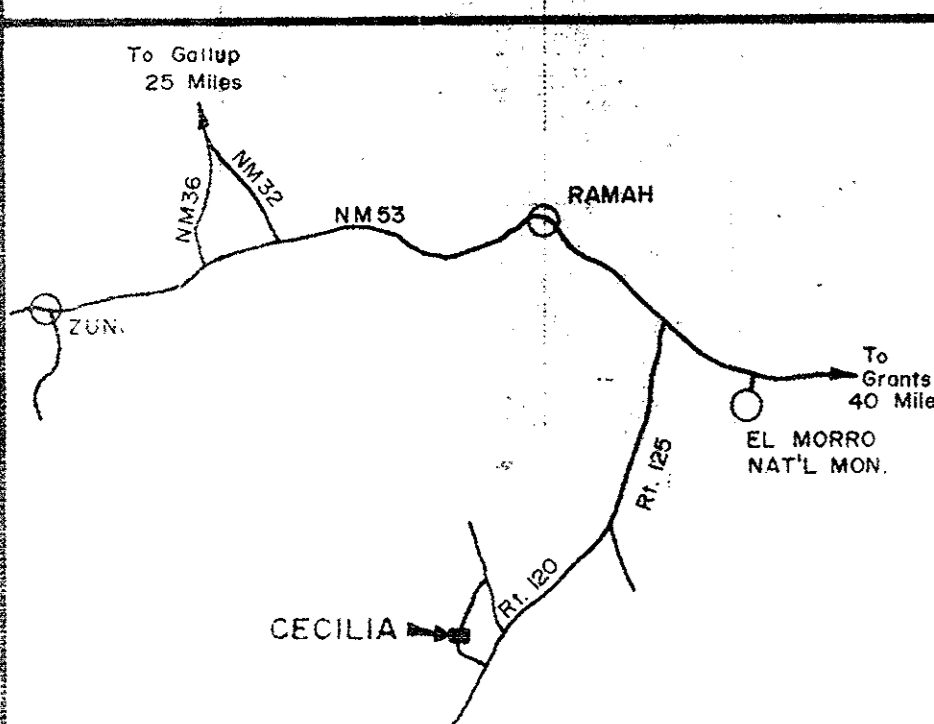 To Gallup
25 Miles
NM36
NM32
NM53
RAMAH
ZUN.
To
Grants
40 Mile
EL MORRO
NAT'L MON.
Rt. 125
Rt. 120
CECILIA